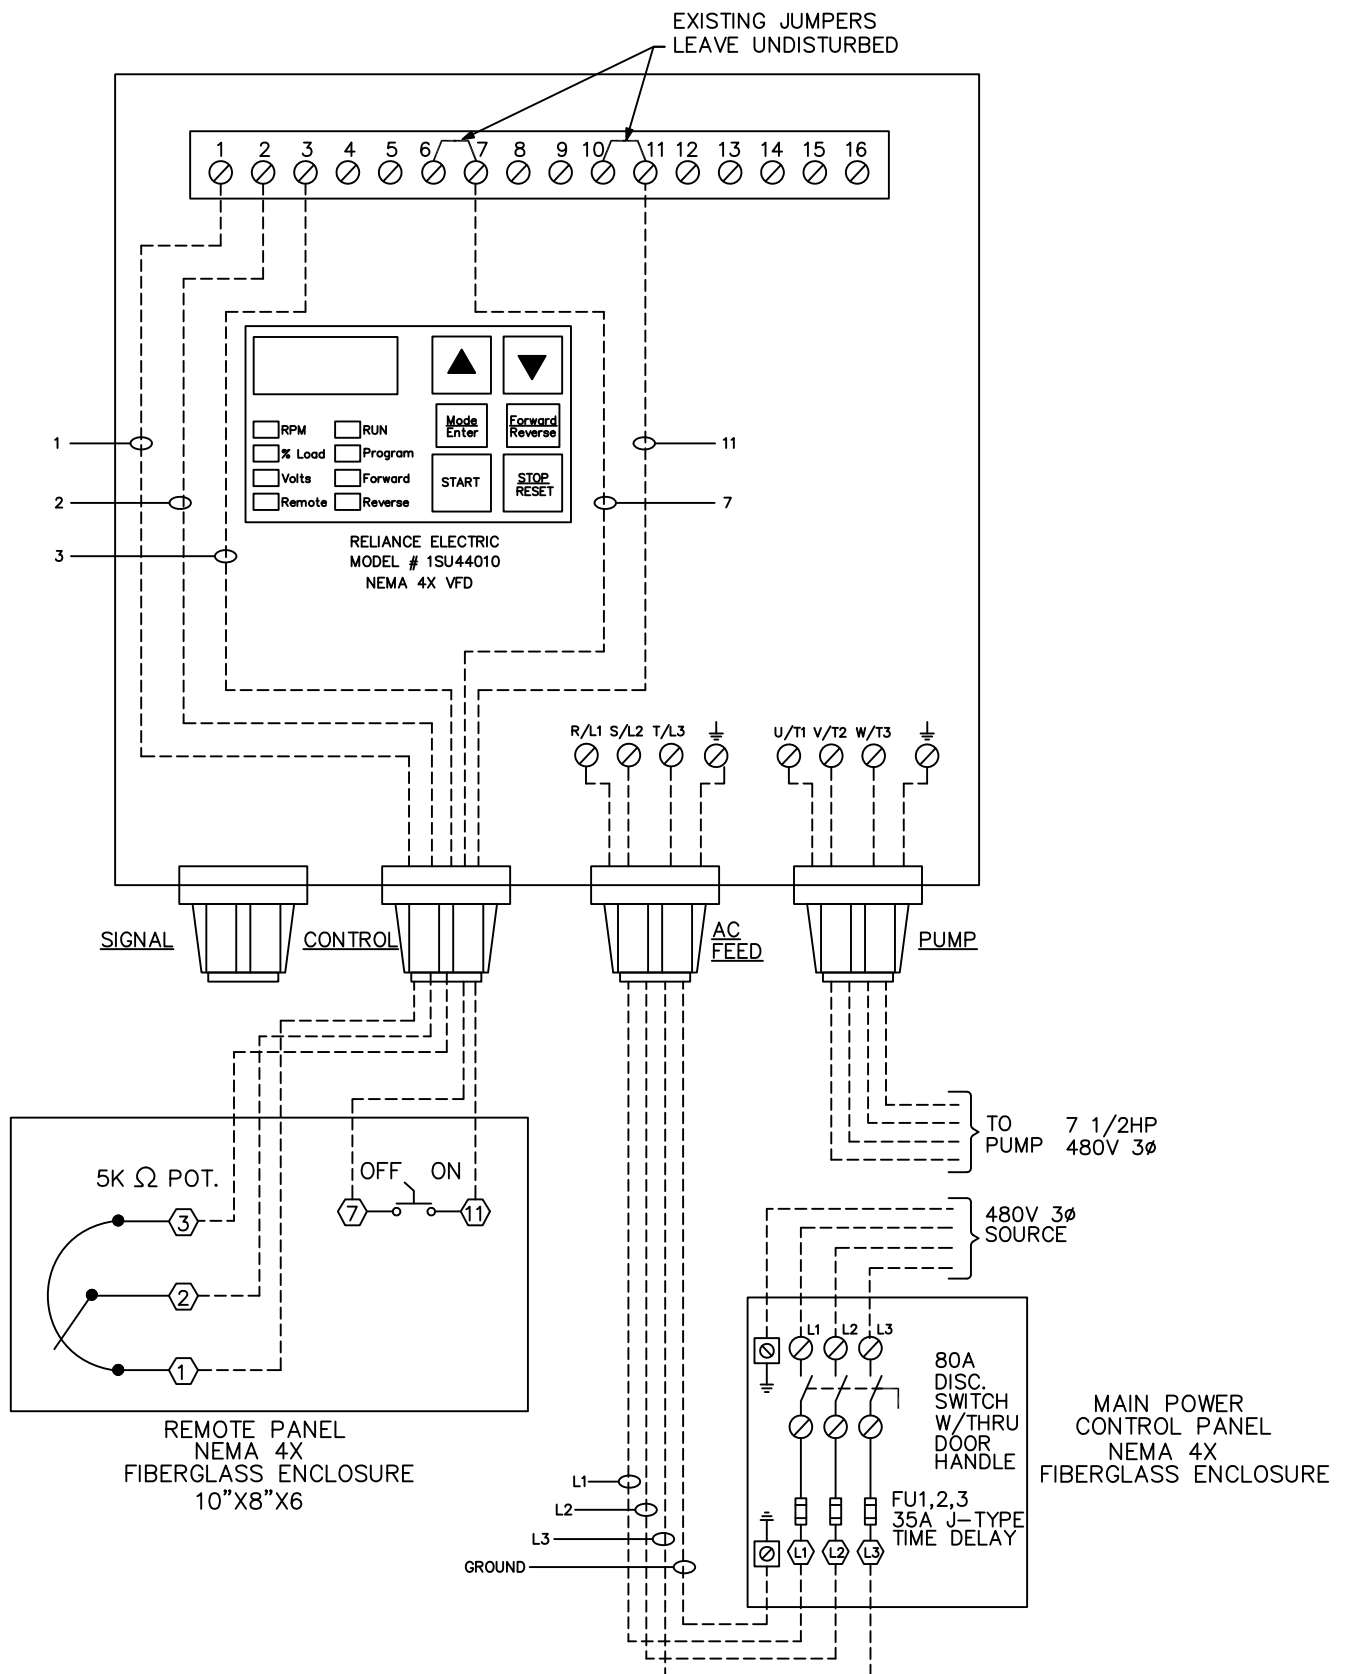 EXISTING JUMPERS
LEAVE UNDISTURBED
1 2 3 4 5 6 7 8 9 10 11 12 13 14 15 16
Mode
Enter
Forward
Reverse
RPM
RUN
% Load
Program
Volts
Forward
Remote
Reverse
START
STOP
RESET
1
2
3
11
7
RELIANCE ELECTRIC
MODEL # 1SU44010
NEMA 4X VFD
R/L1 S/L2 T/L3
U/T1 V/T2 W/T3
SIGNAL
CONTROL
AC
FEED
PUMP
TO
PUMP
7 1/2HP
480V 3ø
480V 3ø
SOURCE
5K Ω POT.
OFF ON
3
2
1
7
11
REMOTE PANEL
NEMA 4X
FIBERGLASS ENCLOSURE
10"X8"X6
L1 L2 L3
80A
DISC.
SWITCH
W/THRU
DOOR
HANDLE
FU1,2,3
35A J-TYPE
TIME DELAY
L1 L2 L3
MAIN POWER
CONTROL PANEL
NEMA 4X
FIBERGLASS ENCLOSURE
L1
L2
L3
GROUND